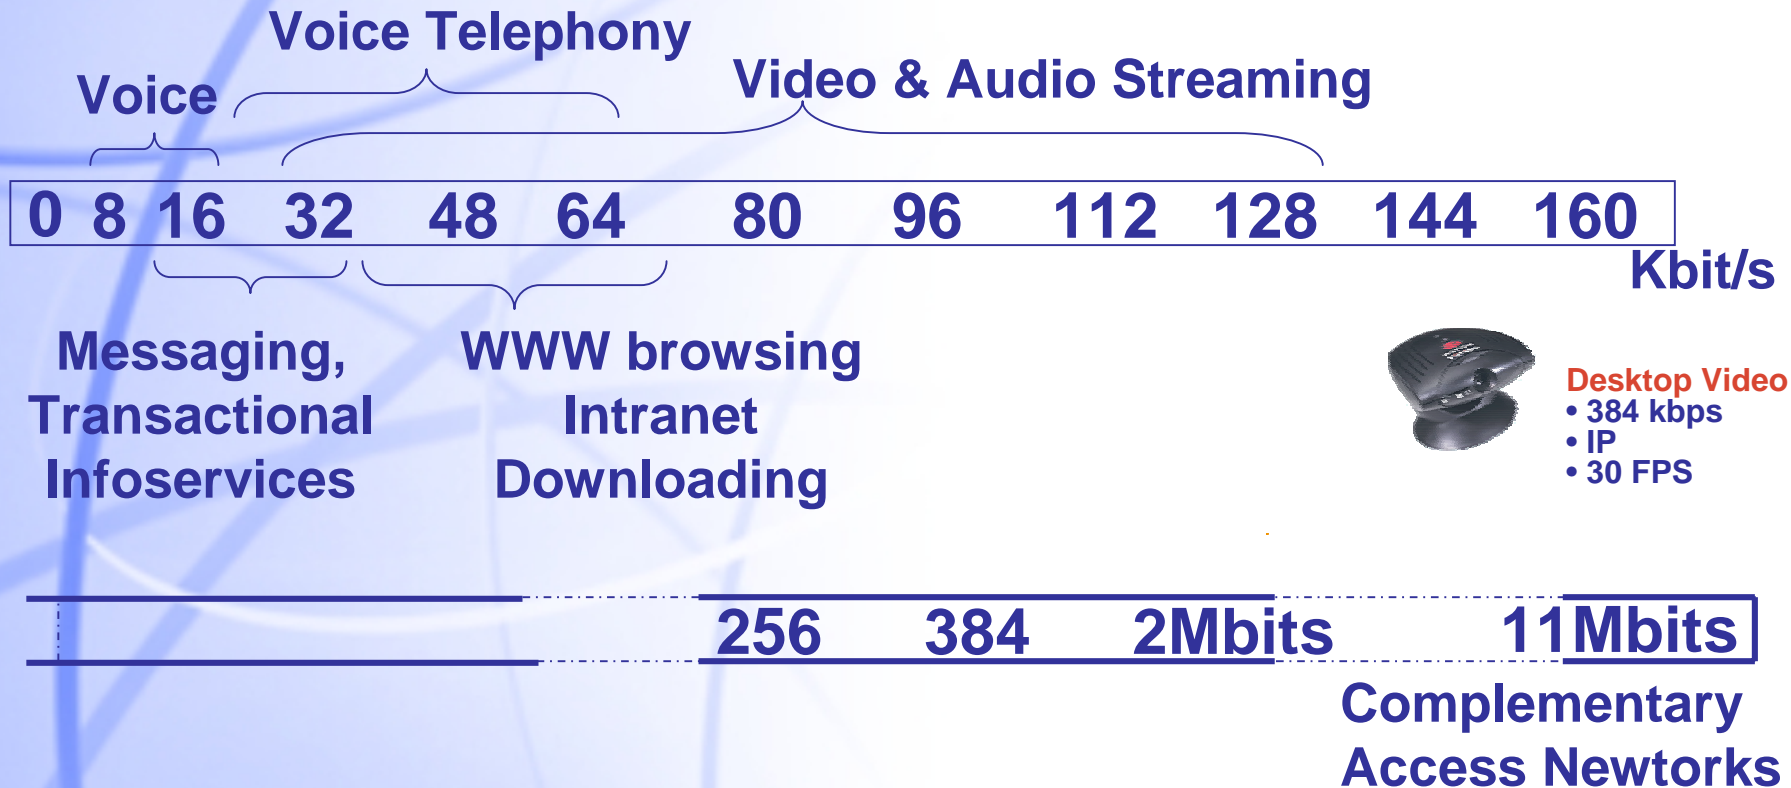 Voice Telephony
Video & Audio Streaming
Voice
0 8 16 32 48 64 80 96 112 128 144 160
Kbit/s
Messaging,
Transactional
Infoservices
WWW browsing
Intranet
Downloading
Desktop Video
• 384 kbps
• IP
• 30 FPS
256 384 2Mbits 11Mbits
Complementary
Access Newtorks